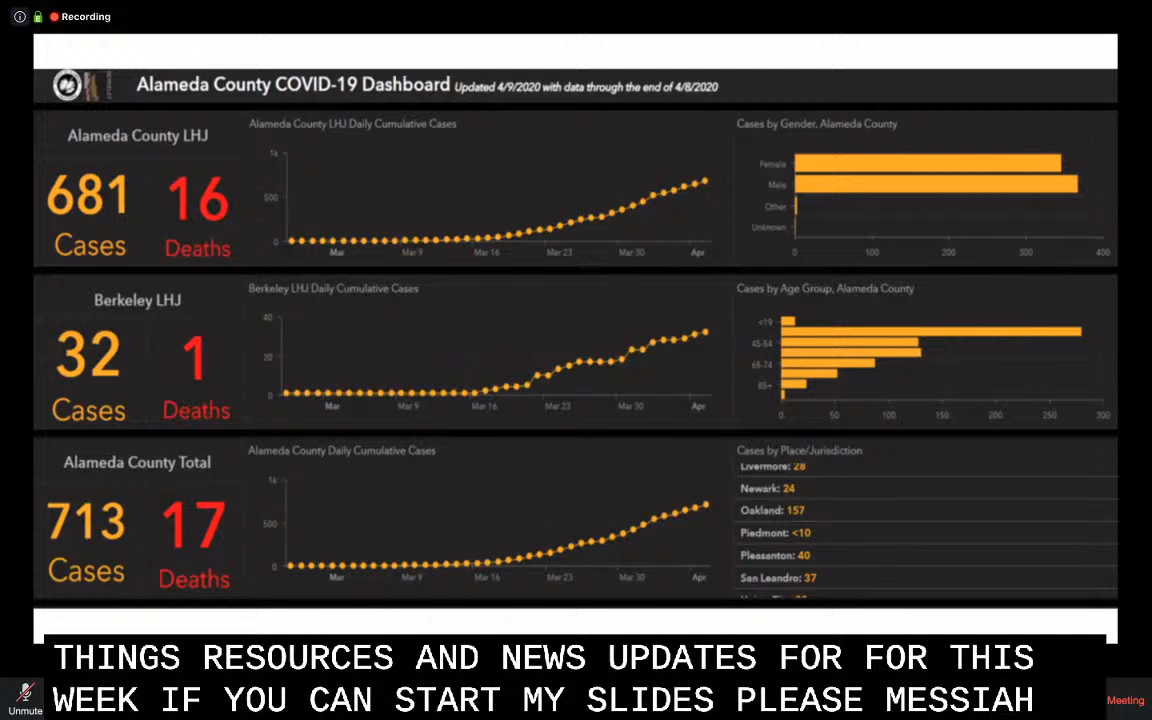 Recording
Alameda County COVID-19 Dashboard Updated 4/9/2020 with data through the end of 4/8/2020
Alameda County LHJ
681
Cases
16
Deaths
Alameda County LHJ Daily Cumulative Cases
1k
500
0
Mar Mar 9 Mar 16 Mar 23 Mar 30 Apr
Cases by Gender, Alameda County
Female
Male
Other
Unknown
0 100 200 300 400
Berkeley LHJ
32
Cases
1
Deaths
Berkeley LHJ Daily Cumulative Cases
40
20
0
Mar Mar 9 Mar 16 Mar 23 Mar 30 Apr
Cases by Age Group, Alameda County
<19
45-54
65-74
85+
0 50 100 150 200 250 300
Alameda County Total
713
Cases
17
Deaths
Alameda County Daily Cumulative Cases
1k
500
0
Mar Mar 9 Mar 16 Mar 23 Mar 30 Apr
Cases by Place/Jurisdiction
Livermore: 28
Newark: 24
Oakland: 157
Piedmont: <10
Pleasanton: 40
San Leandro: 37
THINGS RESOURCES AND NEWS UPDATES FOR FOR THIS
WEEK IF YOU CAN START MY SLIDES PLEASE MESSIAH
Unmute
Meeting